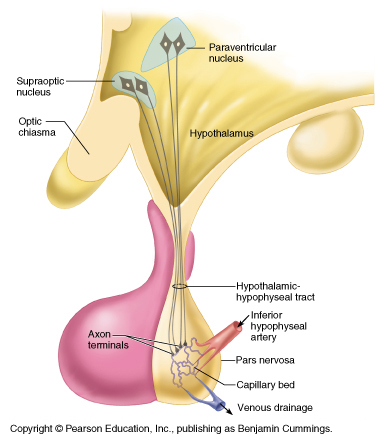 Paraventricular
nucleus
Supraoptic
nucleus
Optic
chiasma
Hypothalamus
Hypothalamic-
hypophyseal tract
Inferior
hypophyseal
artery
Axon
terminals
Pars nervosa
Capillary bed
Venous drainage
Copyright © Pearson Education, Inc., publishing as Benjamin Cummings.